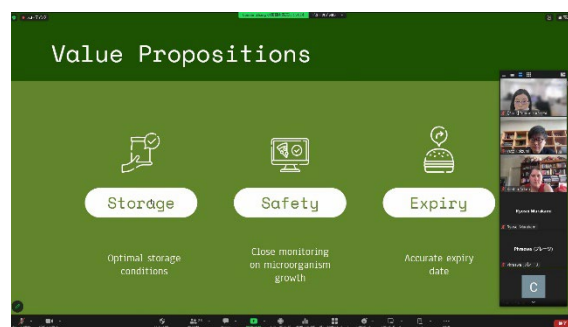 Value Propositions
Storage
Safety
Expiry
Optimal storage
conditions
Close monitoring
on microorganism
growth
Accurate expiry
date
C